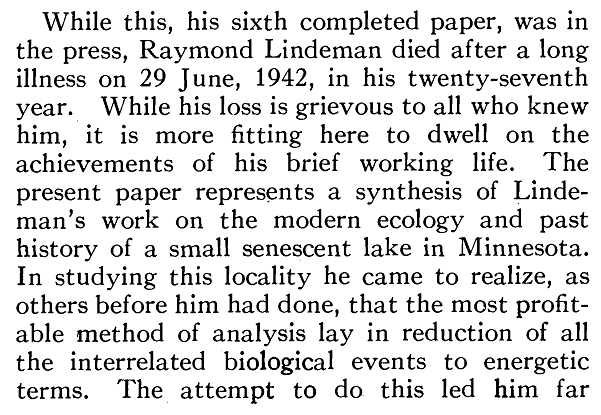 While this, his sixth completed paper, was in
the press, Raymond Lindeman died after a long
illness on 29 June, 1942, in his twenty-seventh
year. While his loss is grievous to all who knew
him, it is more fitting here to dwell on the
achievements of his brief working life. The
present paper represents a synthesis of Linde-
man's work on the modern ecology and past
history of a small senescent lake in Minnesota.
In studying this locality he came to realize, as
others before him had done, that the most profit-
able method of analysis lay in reduction of all
the interrelated biological events to energetic
terms. The attempt to do this led him far